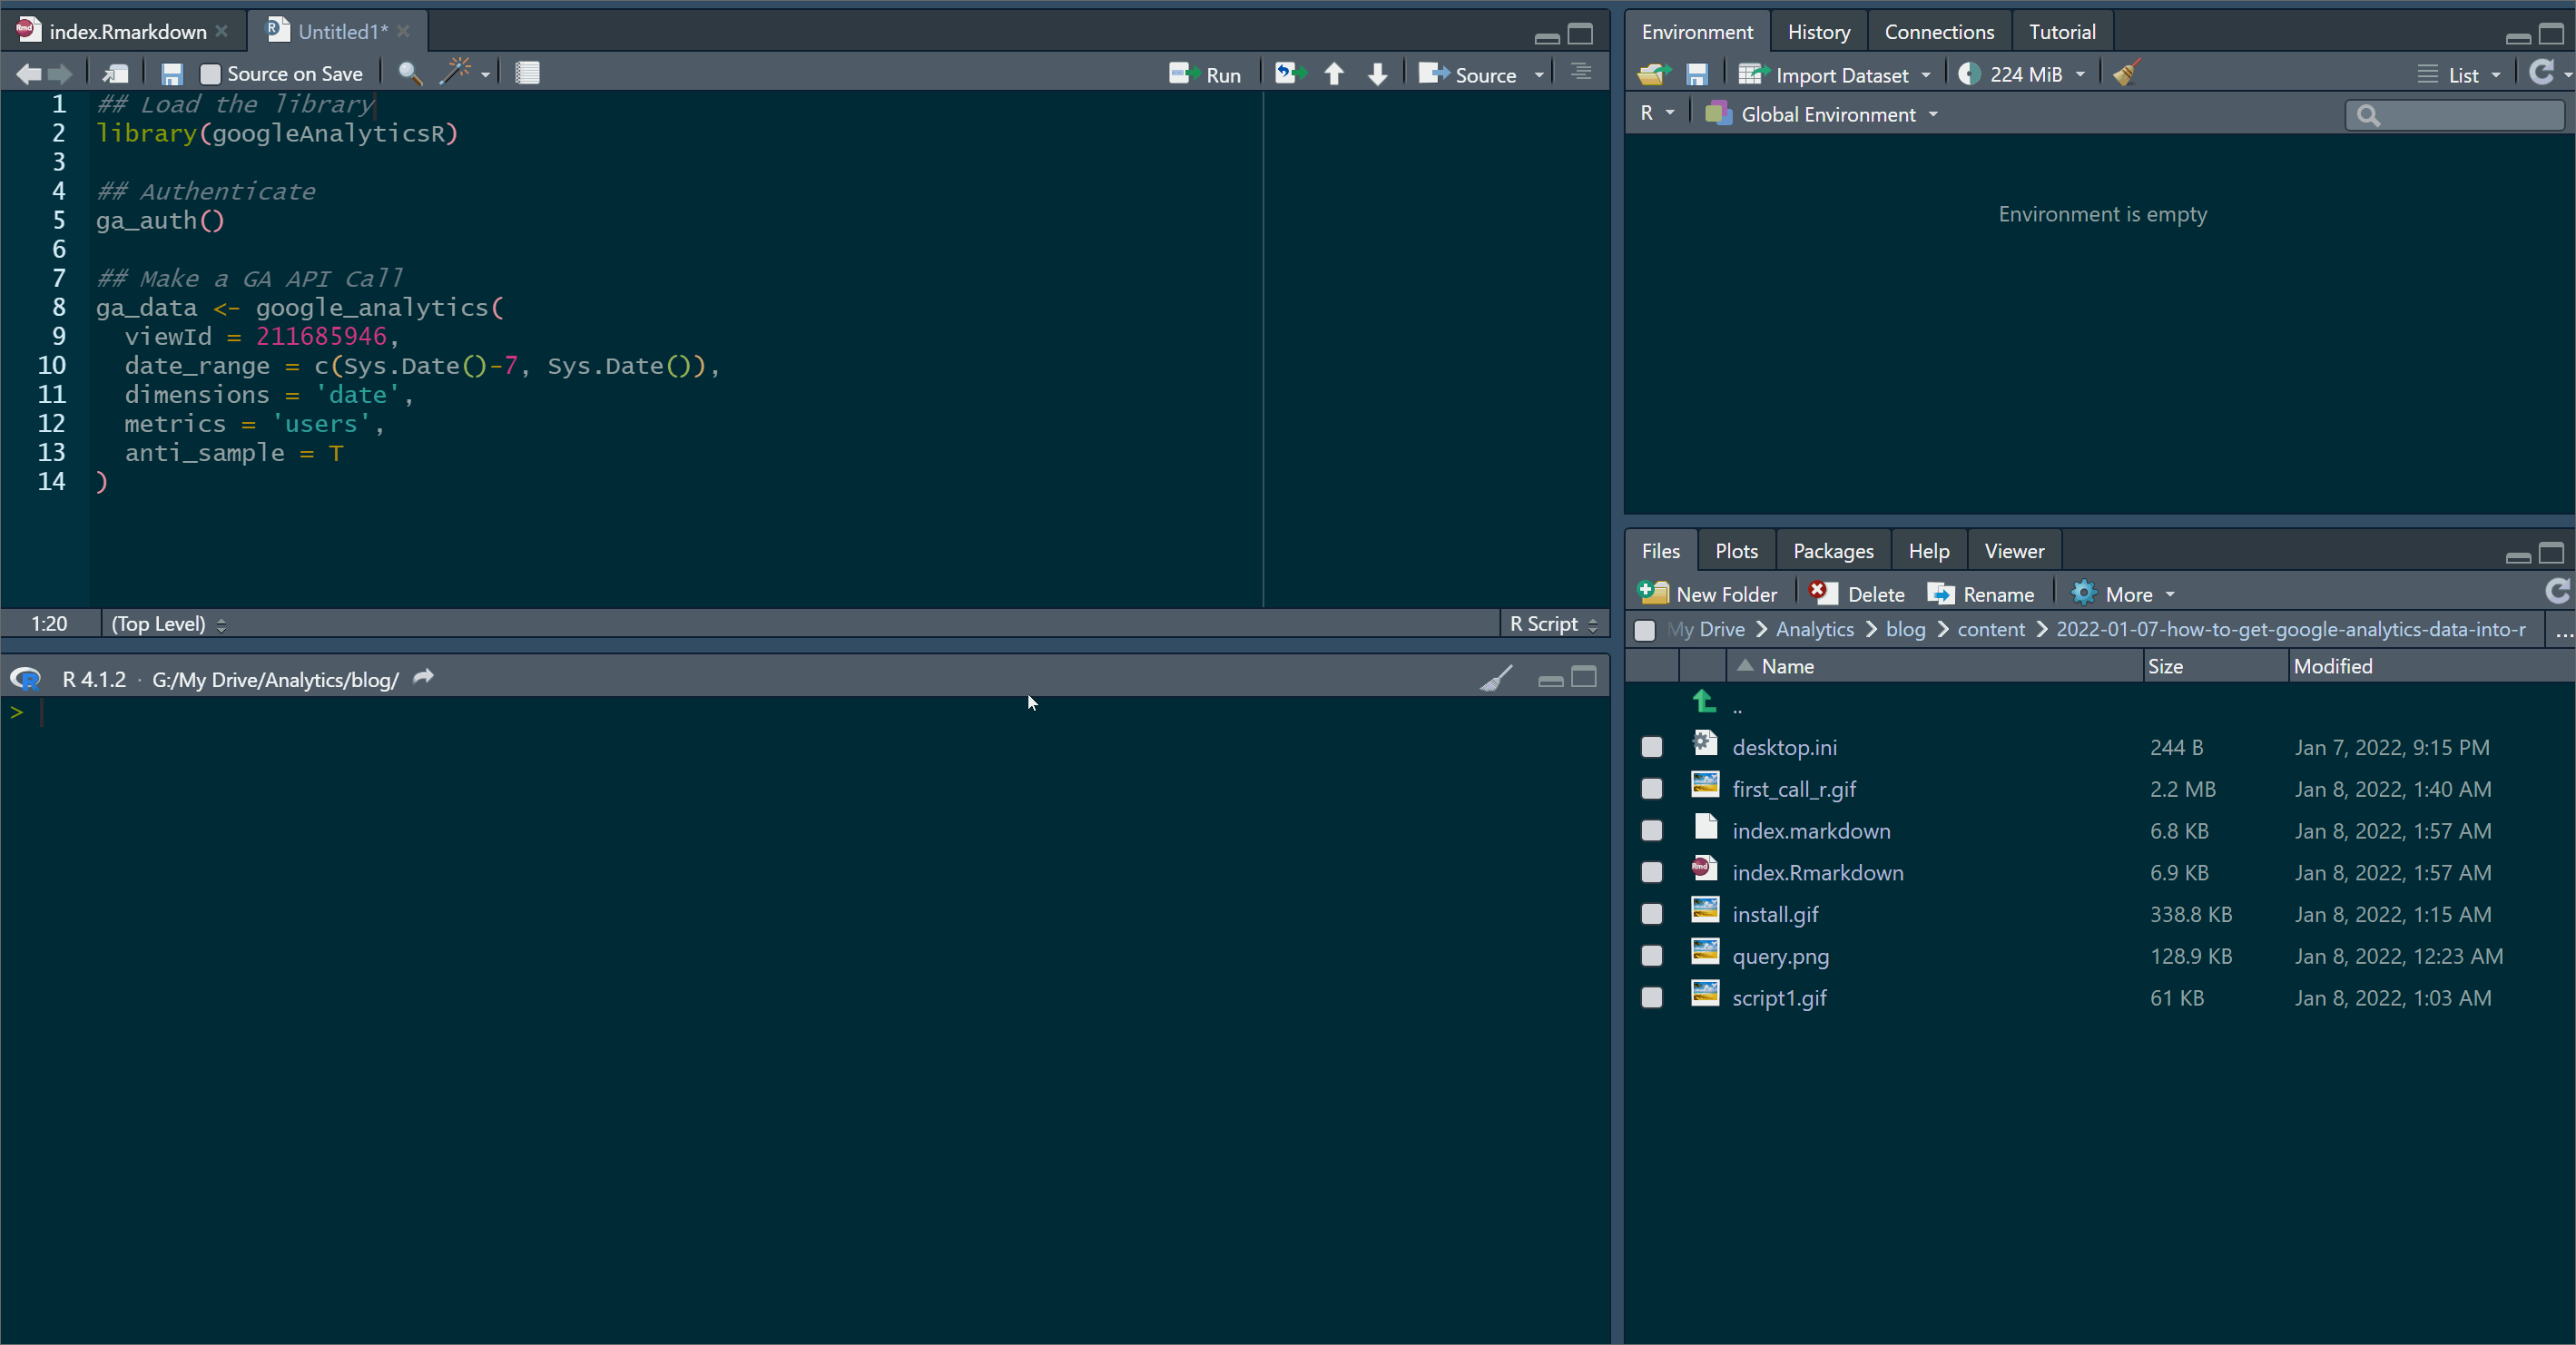 index.Rmarkdown
Untitled1*
Source on Save
Run
Source
1 ## Load the library
2 library(googleAnalyticsR)
3
4 ## Authenticate
5 ga_auth()
6
7 ## Make a GA API Call
8 ga_data <- google_analytics(
9 viewId = 211685946,
10 date_range = c(Sys.Date()-7, Sys.Date()),
11 dimensions = 'date',
12 metrics = 'users',
13 anti_sample = T
14 )
1:20 (Top Level) R Script
R 4.1.2 · G:/My Drive/Analytics/blog/
>
Environment History Connections Tutorial
Import Dataset 224 MiB List
R Global Environment
Environment is empty
Files Plots Packages Help Viewer
New Folder Delete Rename More
My Drive Analytics blog content 2022-01-07-how-to-get-google-analytics-data-into-r ...
Name Size Modified
..
desktop.ini 244 B Jan 7, 2022, 9:15 PM
first_call_r.gif 2.2 MB Jan 8, 2022, 1:40 AM
index.markdown 6.8 KB Jan 8, 2022, 1:57 AM
index.Rmarkdown 6.9 KB Jan 8, 2022, 1:57 AM
install.gif 338.8 KB Jan 8, 2022, 1:15 AM
query.png 128.9 KB Jan 8, 2022, 12:23 AM
script1.gif 61 KB Jan 8, 2022, 1:03 AM